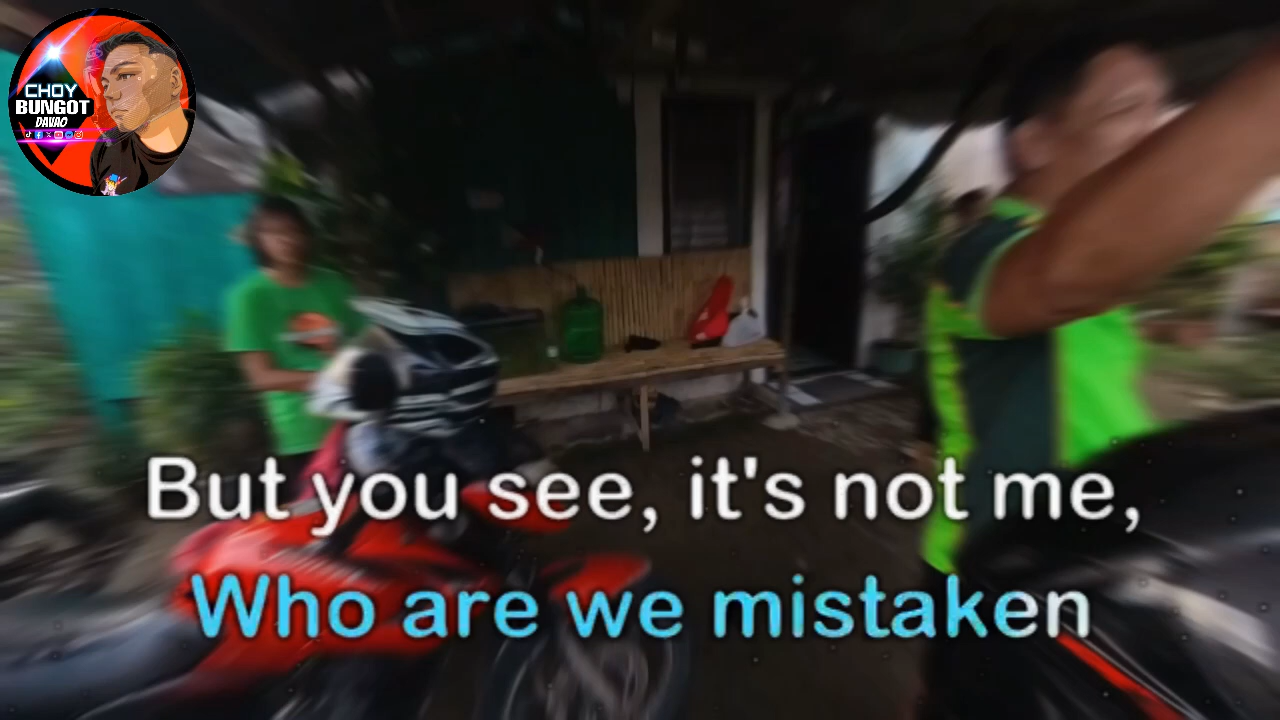 CHOY
BUNGOT
DAVAO
But you see, it's not me,
Who are we mistaken